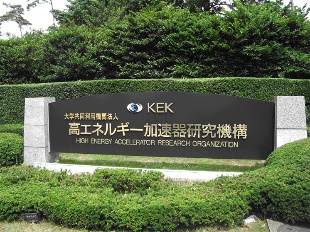 KEK
大学共同利用機関法人
高エネルギー加速器研究機構
HIGH ENERGY ACCELERATOR RESEARCH ORGANIZATION